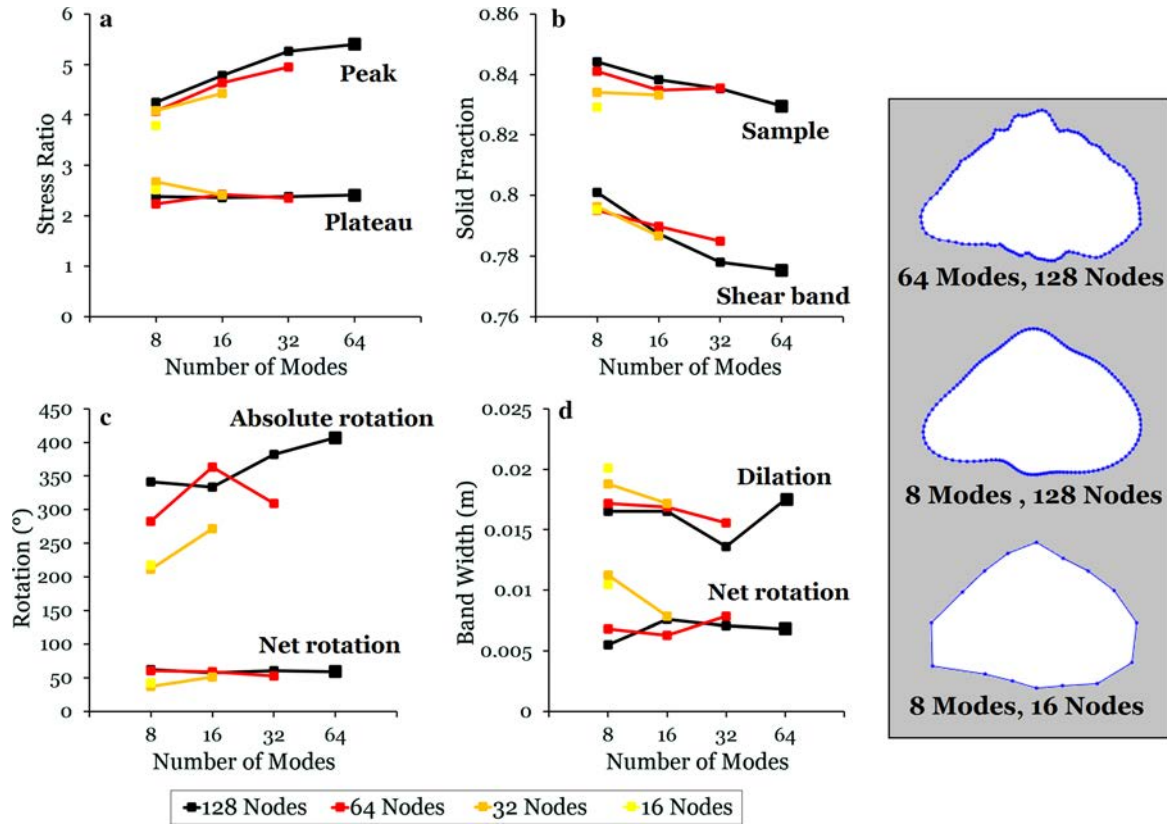 a
6
5
4
3
2
1
0
Stress Ratio
Peak
Plateau
8 16 32 64
Number of Modes
b
0.86
0.84
0.82
0.8
0.78
0.76
Solid Fraction
Sample
Shear band
8 16 32 64
Number of Modes
c
450
400
350
300
250
200
150
100
50
0
Rotation (°)
Absolute rotation
Net rotation
8 16 32 64
Number of Modes
d
0.025
0.02
0.015
0.01
0.005
0
Band Width (m)
Dilation
Net rotation
8 16 32 64
Number of Modes
64 Modes, 128 Nodes
8 Modes , 128 Nodes
8 Modes, 16 Nodes
128 Nodes 64 Nodes 32 Nodes 16 Nodes